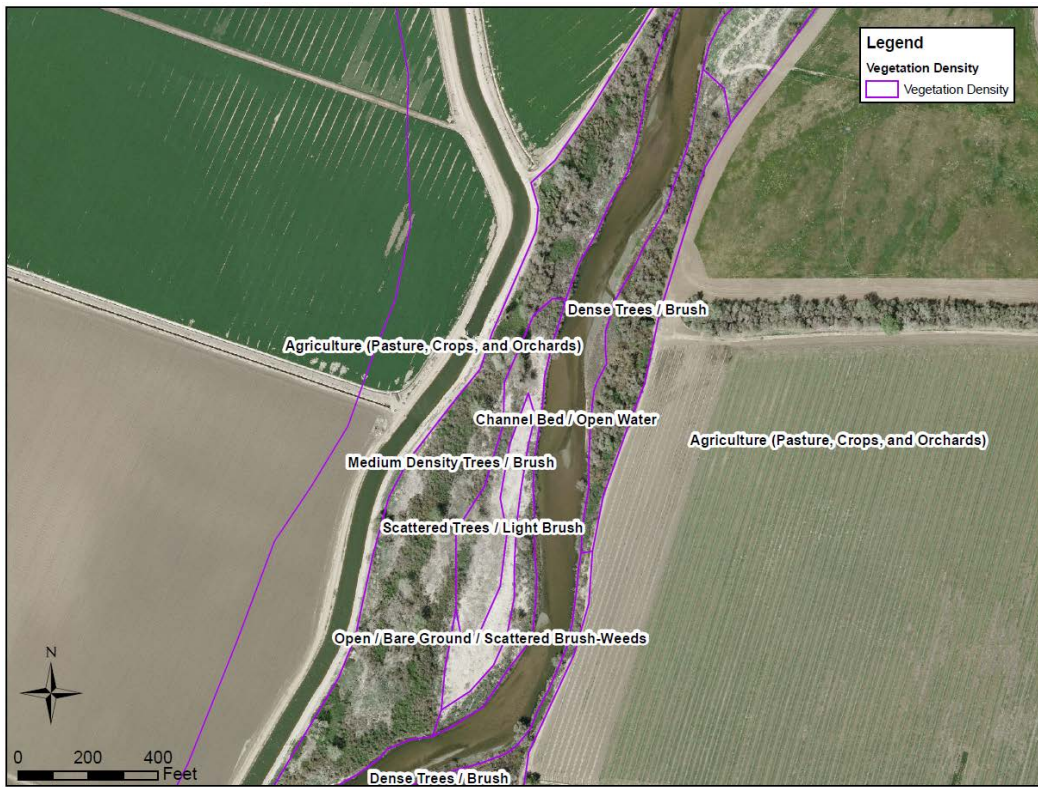 Legend
Vegetation Density
Vegetation Density
Dense Trees / Brush
Agriculture (Pasture, Crops, and Orchards)
Channel Bed / Open Water
Agriculture (Pasture, Crops, and Orchards)
Medium Density Trees / Brush
Scattered Trees / Light Brush
Open / Bare Ground / Scattered Brush-Weeds
N
0 200 400
Feet
Dense Trees / Brush